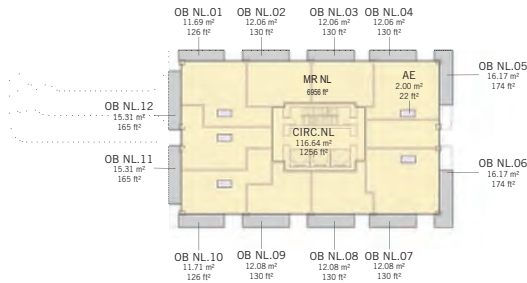 OB NL.01
11.69 m²
126 ft²
OB NL.02
12.06 m²
130 ft²
OB NL.03
12.06 m²
130 ft²
OB NL.04
12.06 m²
130 ft²
OB NL.05
16.17 m²
174 ft²
MR NL
6956 ft²
AE
2.00 m²
22 ft²
OB NL.12
15.31 m²
165 ft²
CIRC.NL
116.64 m²
1256 ft²
OB NL.11
15.31 m²
165 ft²
OB NL.06
16.17 m²
174 ft²
OB NL.10
11.71 m²
126 ft²
OB NL.09
12.08 m²
130 ft²
OB NL.08
12.08 m²
130 ft²
OB NL.07
12.08 m²
130 ft²